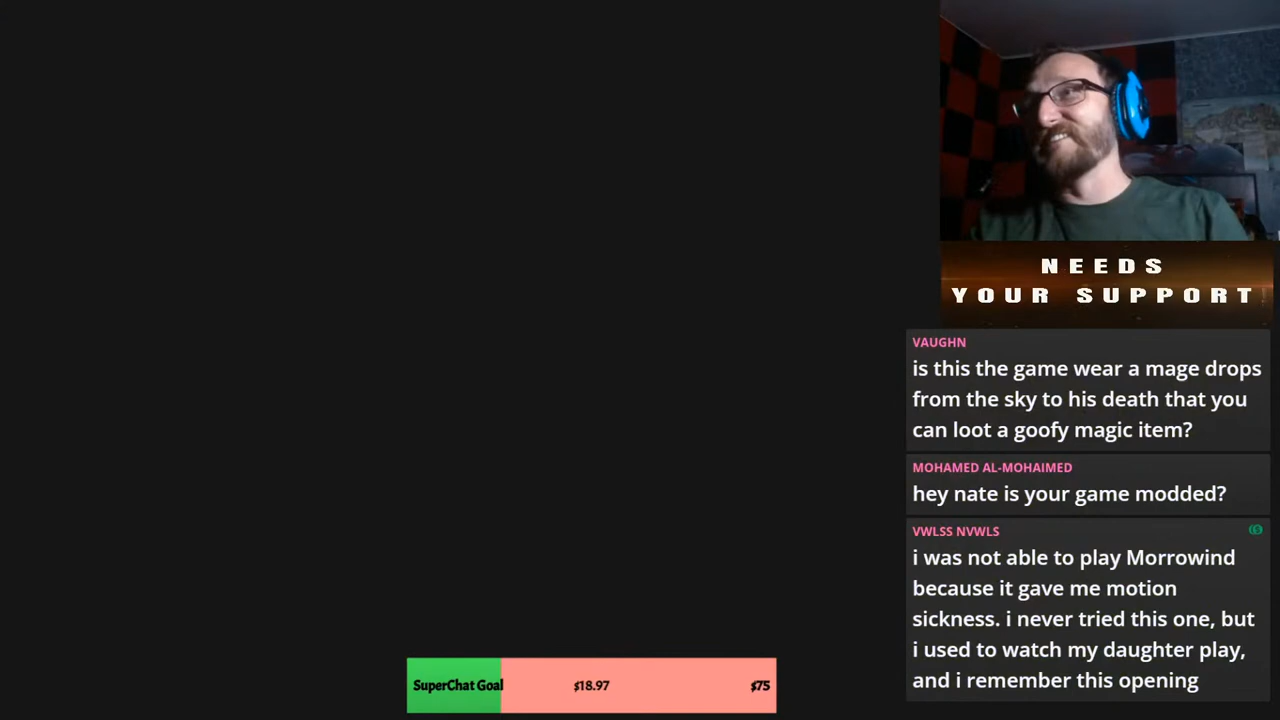 NEEDS
YOUR SUPPORT
VAUGHN
is this the game wear a mage drops
from the sky to his death that you
can loot a goofy magic item?
MOHAMED AL-MOHAIMED
hey nate is your game modded?
VWLSS NVWLS
i was not able to play Morrowind
because it gave me motion
sickness. i never tried this one, but
i used to watch my daughter play,
and i remember this opening
SuperChat Goal $18.97 $75